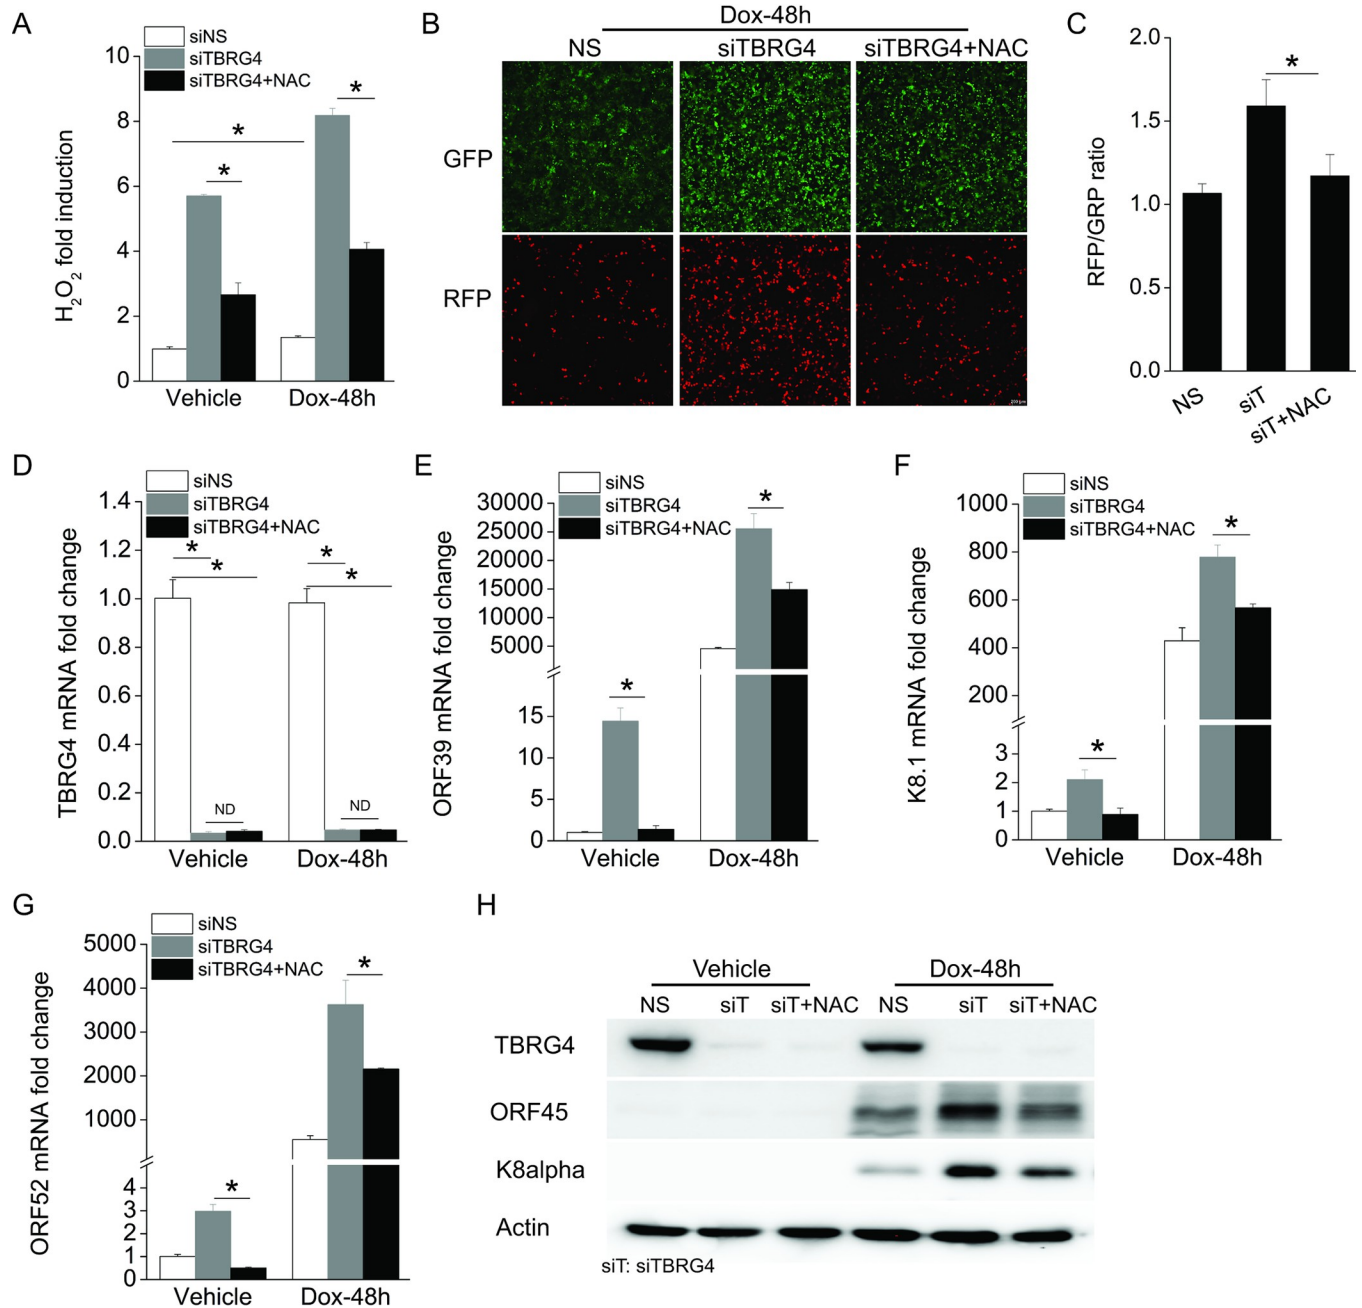 A
siNS
siTBRG4
siTBRG4+NAC
H2O2 fold induction
10
8
6
4
2
0
*
*
*
Vehicle
Dox-48h
B
Dox-48h
NS
siTBRG4
siTBRG4+NAC
GFP
RFP
200 μm
C
RFP/GRP ratio
2.0
1.5
1.0
0.5
0.0
*
NS
siT
siT+NAC
D
siNS
siTBRG4
siTBRG4+NAC
TBRG4 mRNA fold change
1.4
1.2
1.0
0.8
0.6
0.4
0.2
0.0
*
*
*
*
ND
ND
Vehicle
Dox-48h
E
siNS
siTBRG4
siTBRG4+NAC
ORF39 mRNA fold change
30000
25000
20000
15000
10000
5000
15
10
5
0
*
*
Vehicle
Dox-48h
F
siNS
siTBRG4
siTBRG4+NAC
K8.1 mRNA fold change
1000
800
600
400
200
3
2
1
0
*
*
Vehicle
Dox-48h
G
siNS
siTBRG4
siTBRG4+NAC
ORF52 mRNA fold change
5000
4000
3000
2000
1000
4
3
2
1
0
*
*
Vehicle
Dox-48h
H
Vehicle
Dox-48h
NS
siT
siT+NAC
NS
siT
siT+NAC
TBRG4
ORF45
K8alpha
Actin
siT: siTBRG4